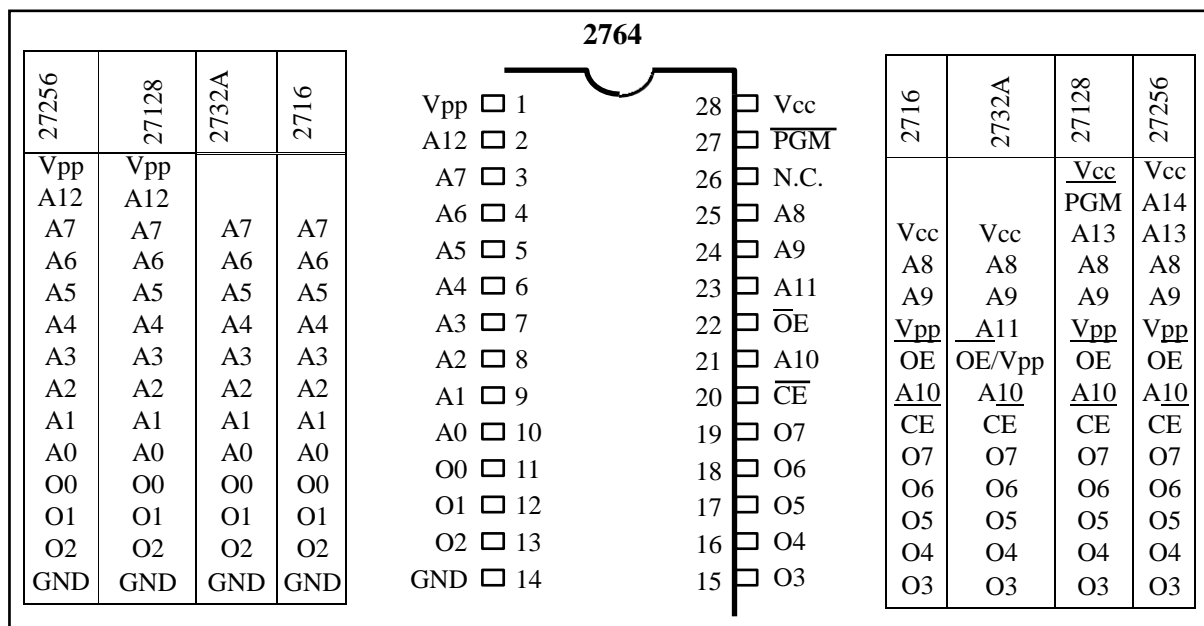 2764
27256 27128 2732A 2716
Vpp Vpp
A12 A12
A7 A7 A7 A7
A6 A6 A6 A6
A5 A5 A5 A5
A4 A4 A4 A4
A3 A3 A3 A3
A2 A2 A2 A2
A1 A1 A1 A1
A0 A0 A0 A0
O0 O0 O0 O0
O1 O1 O1 O1
O2 O2 O2 O2
GND GND GND GND
Vpp 1 28 Vcc
A12 2 27 PGM
A7 3 26 N.C.
A6 4 25 A8
A5 5 24 A9
A4 6 23 A11
A3 7 22 OE
A2 8 21 A10
A1 9 20 CE
A0 10 19 O7
O0 11 18 O6
O1 12 17 O5
O2 13 16 O4
GND 14 15 O3
2716 2732A 27128 27256
Vcc Vcc
PGM A14
Vcc Vcc A13 A13
A8 A8 A8 A8
A9 A9 A9 A9
Vpp A11 Vpp Vpp
OE OE/Vpp OE OE
A10 A10 A10 A10
CE CE CE CE
O7 O7 O7 O7
O6 O6 O6 O6
O5 O5 O5 O5
O4 O4 O4 O4
O3 O3 O3 O3